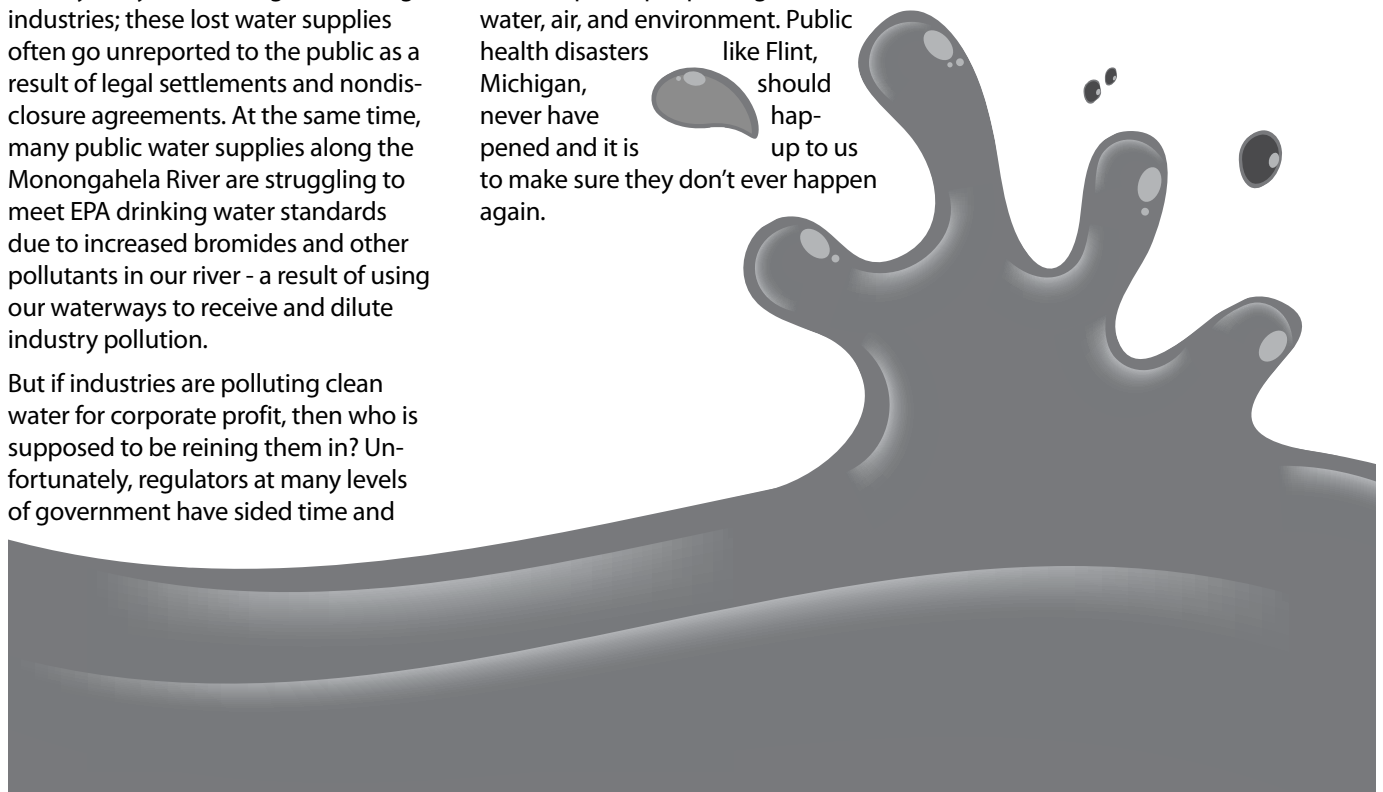 industries; these lost water supplies
often go unreported to the public as a
result of legal settlements and nondis-
closure agreements. At the same time,
many public water supplies along the
Monongahela River are struggling to
meet EPA drinking water standards
due to increased bromides and other
pollutants in our river - a result of using
our waterways to receive and dilute
industry pollution.
But if industries are polluting clean
water for corporate profit, then who is
supposed to be reining them in? Un-
fortunately, regulators at many levels
of government have sided time and
water, air, and environment. Public
health disasters like Flint,
Michigan, should
never have hap-
pened and it is up to us
to make sure they don't ever happen
again.